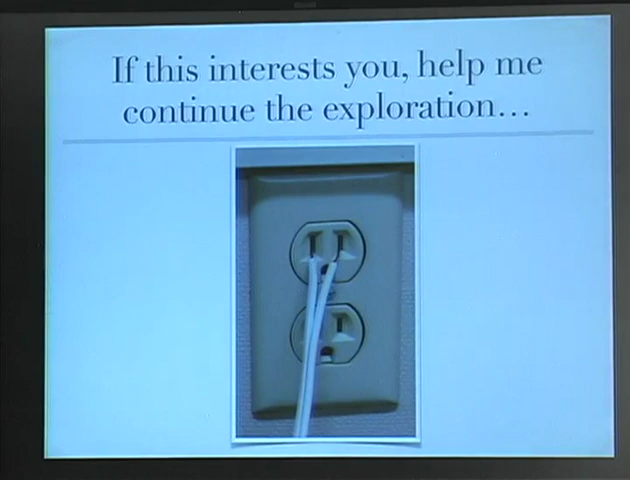 If this interests you, help me
continue the exploration...